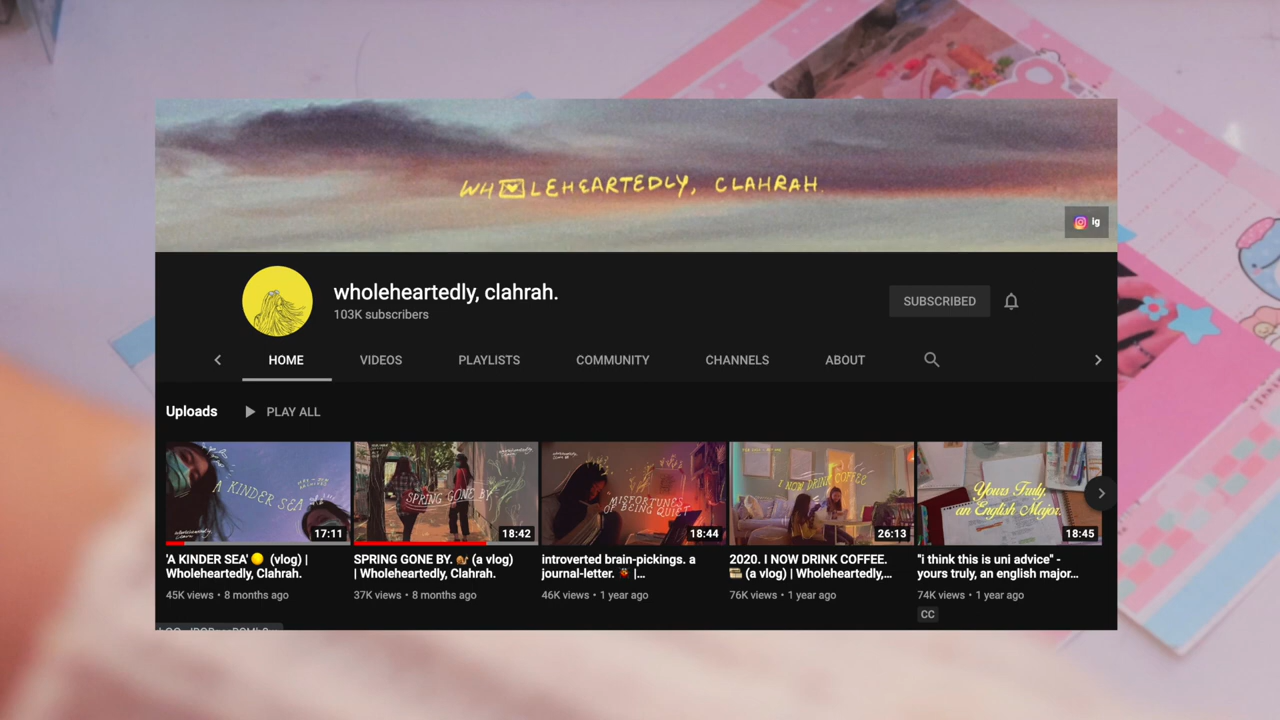 WHOLEHEARTEDLY, CLAHRAH.
ig
wholeheartedly, clahrah.
103K subscribers
SUBSCRIBED
HOME
VIDEOS
PLAYLISTS
COMMUNITY
CHANNELS
ABOUT
Uploads
PLAY ALL
A KINDER SEA
17:11
SPRING GONE BY
18:42
MISFORTUNES
OF BEING QUIET
18:44
I NOW DRINK COFFEE
26:13
Yours Truly,
an English Major.
18:45
'A KINDER SEA' 🟡 (volg) |
Wholeheartedly, Clahrah.
45K views • 8 months ago
SPRING GONE BY. 🐌 (a vlog)
| Wholeheartedly, Clahrah.
37K views • 8 months ago
introverted brain-pickings. a
journal-letter. 🐞 |...
46K views • 1 year ago
2020. I NOW DRINK COFFEE.
(a vlog) | Wholeheartedly,...
76K views • 1 year ago
"i think this is uni advice" -
yours truly, an english major...
74K views • 1 year ago
CC